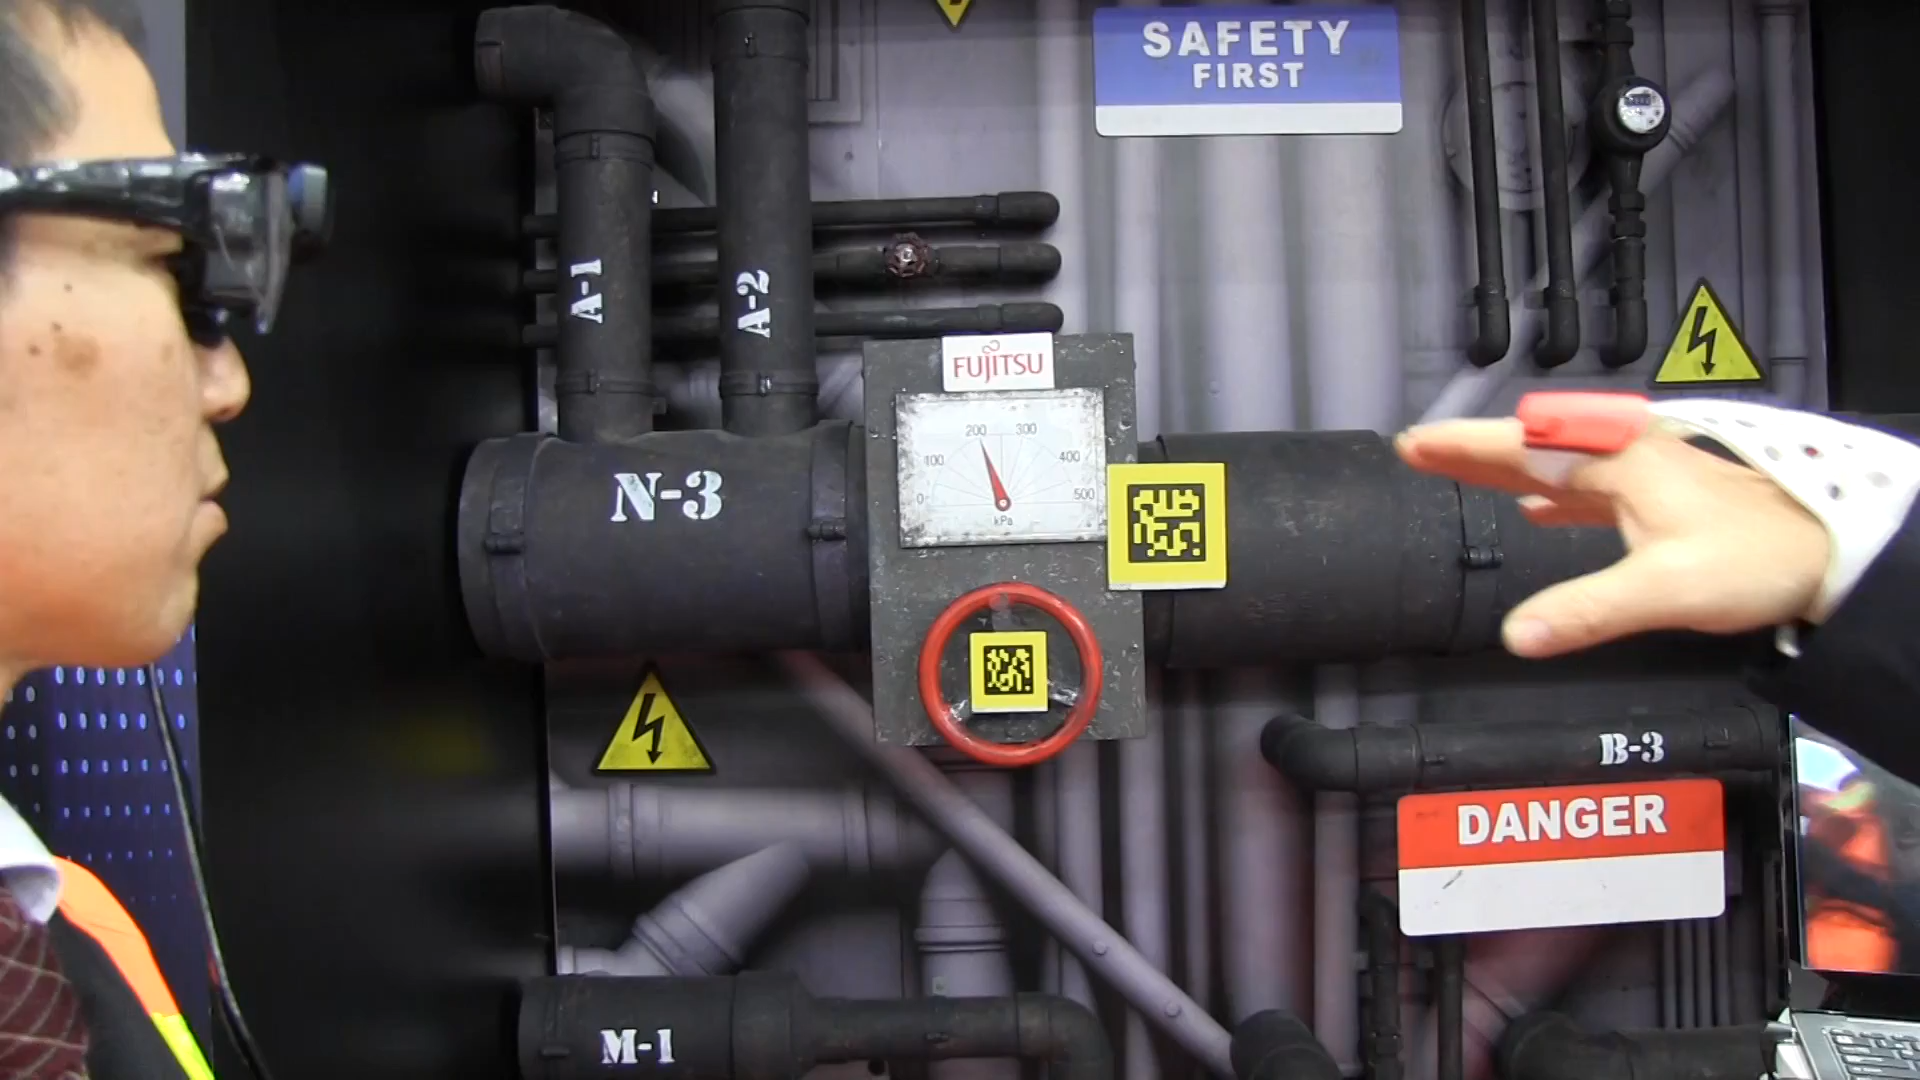 SAFETY
FIRST
A-1
A-2
FUJITSU
200 300
100 400
0 500
kPa
N-3
B-3
DANGER
M-1